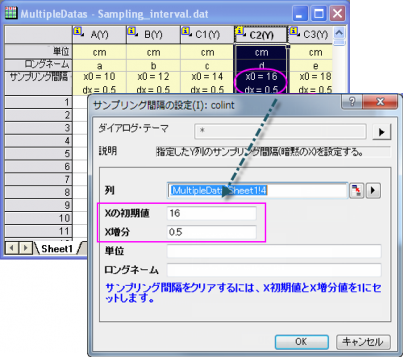 MultipleDatas - Sampling_interval.dat
A(Y) B(Y) C1(Y) C2(Y) C3(Y)
単位 cm cm cm cm cm
ロングネーム a b c d e
サンプリング間隔 x0 = 10 x0 = 12 x0 = 14 x0 = 16 x0 = 18
dx = 0.5 dx = 0.5 dx = 0.5 dx = 0.5 dx = 0.5
1
2
3
4
5
6
7
8
9
10
11
Sheet1
サンプリング間隔の設定(I): colint
ダイアログ・テーマ *
説明 指定したY列のサンプリング間隔(暗黙のX)を設定する。
列 [MultipleDatas]Sheet1!4
Xの初期値 16
X増分 0.5
単位
ロングネーム
サンプリング間隔をクリアするには、X初期値とX増分値を1にセ
ットします。
OK キャンセル